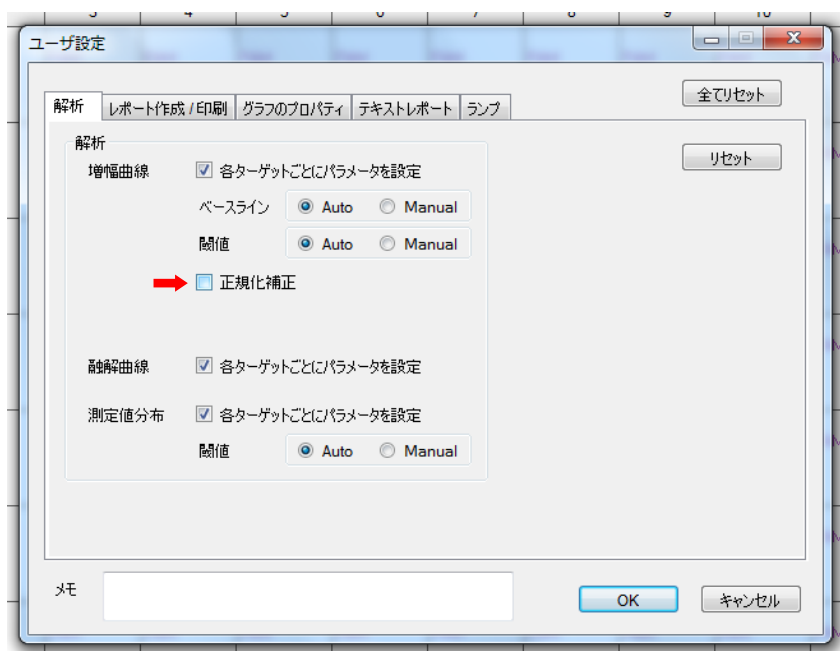 ユーザ設定
全てリセット
解析 レポート作成 / 印刷 グラフのプロパティ テキストレポート ランプ
リセット
解析
増幅曲線 各ターゲットごとにパラメータを設定
ベースライン Auto Manual
閾値 Auto Manual
正規化補正
融解曲線 各ターゲットごとにパラメータを設定
測定値分布 各ターゲットごとにパラメータを設定
閾値 Auto Manual
メモ
OK キャンセル